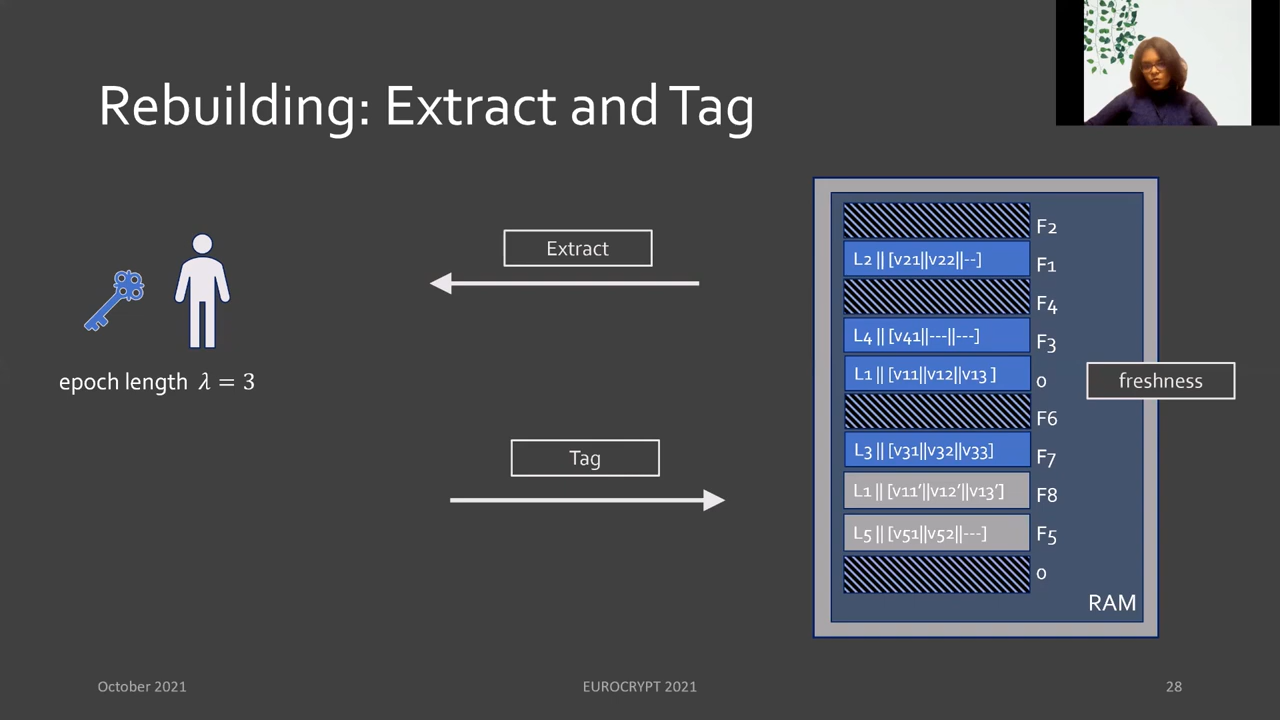 Rebuilding: Extract and Tag
Extract
epoch length λ = 3
Tag
F2
L2 || [v21||v22||--] F1
F4
L4 || [v41||---||---] F3
L1 || [v11||v12||v13 ] 0
freshness
F6
L3 || [v31||v32||v33] F7
L1 || [v11′||v12′||v13′] F8
L5 || [v51||v52||---] F5
0
RAM
October 2021
EUROCRYPT 2021
28